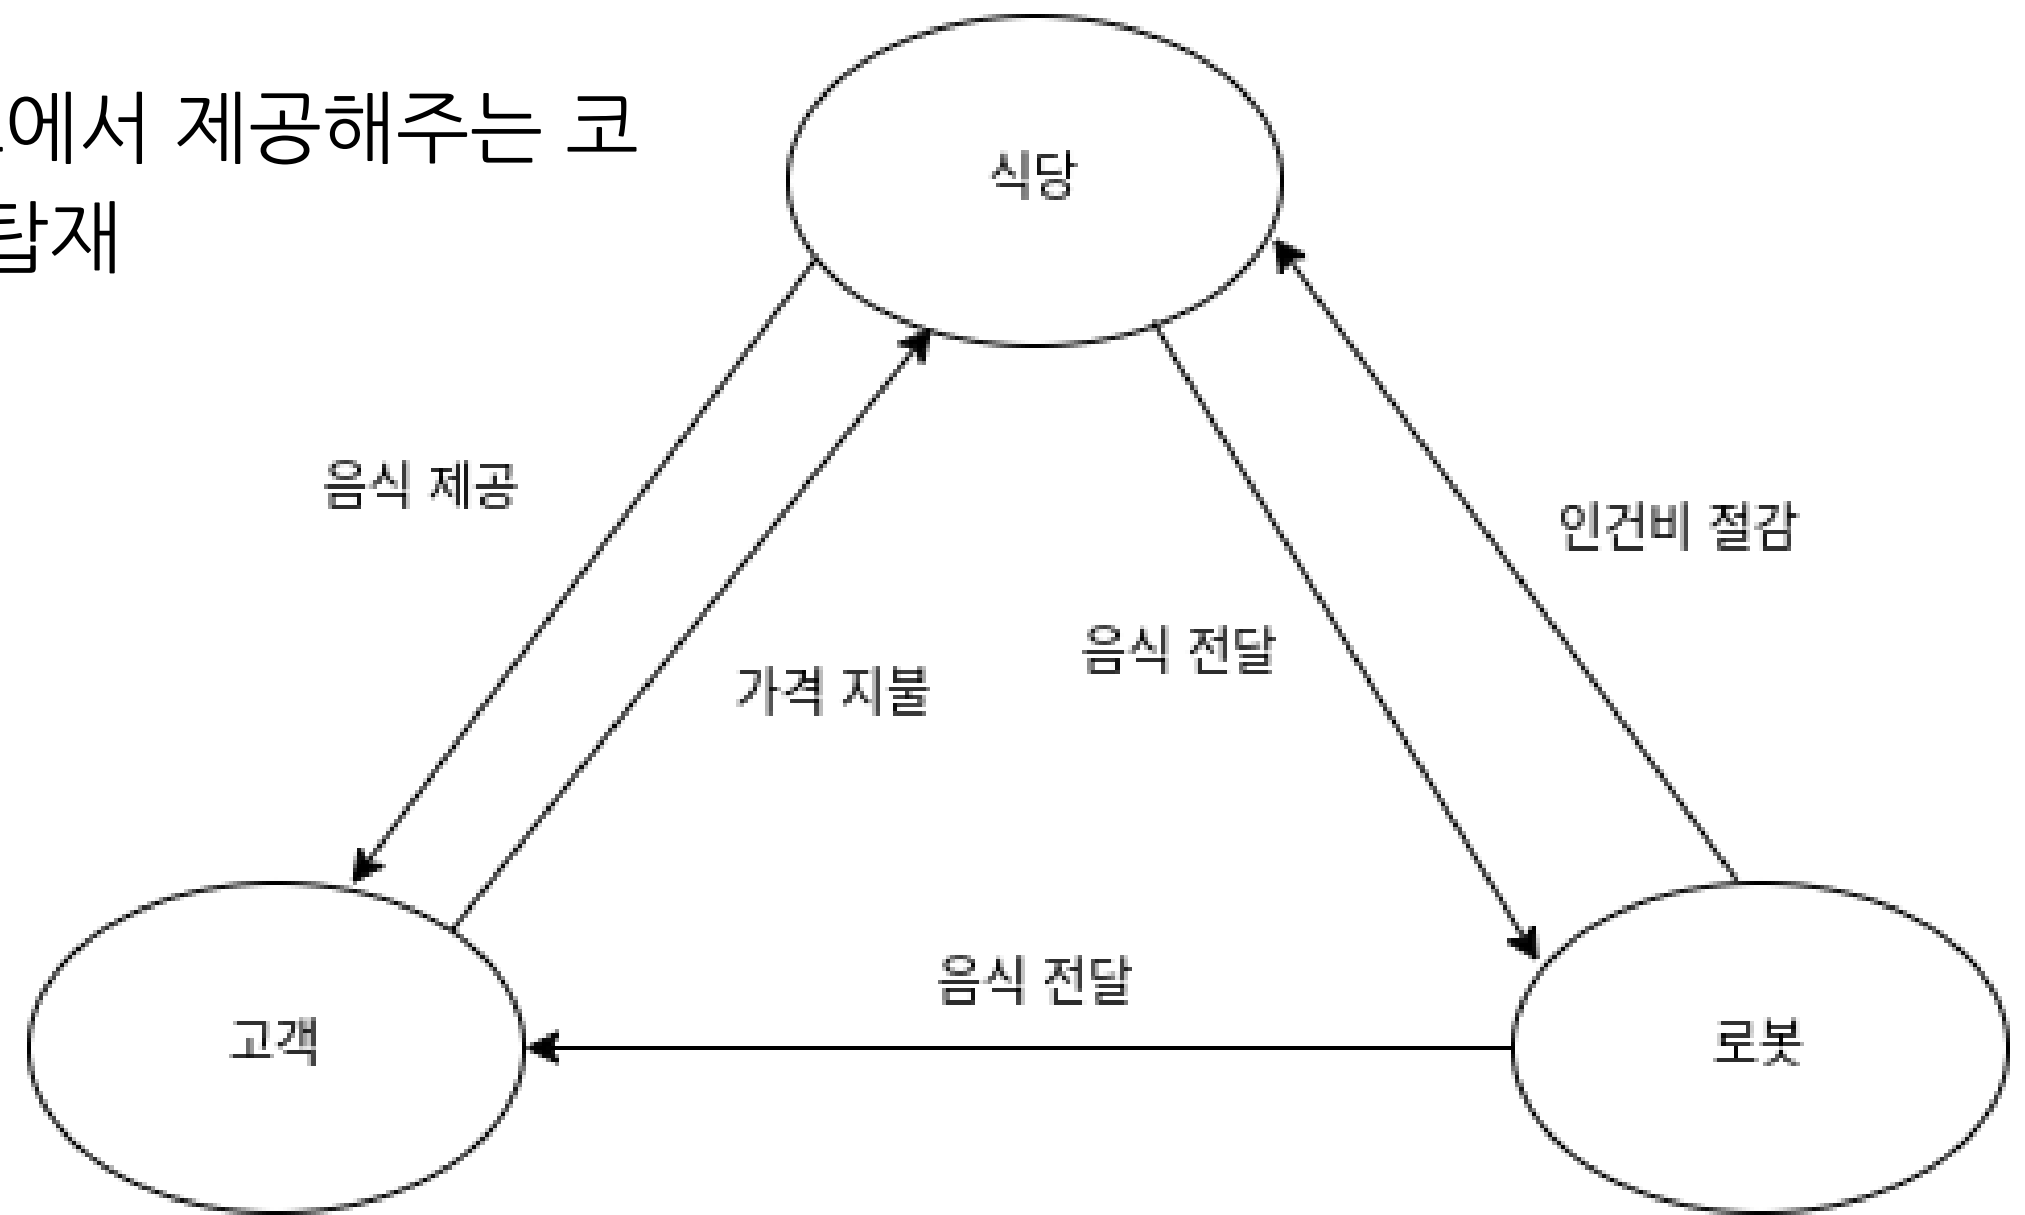 에서 제공해주는 코
탑재
식당
음식 제공
인건비 절감
음식 전달
가격 지불
음식 전달
고객
로봇